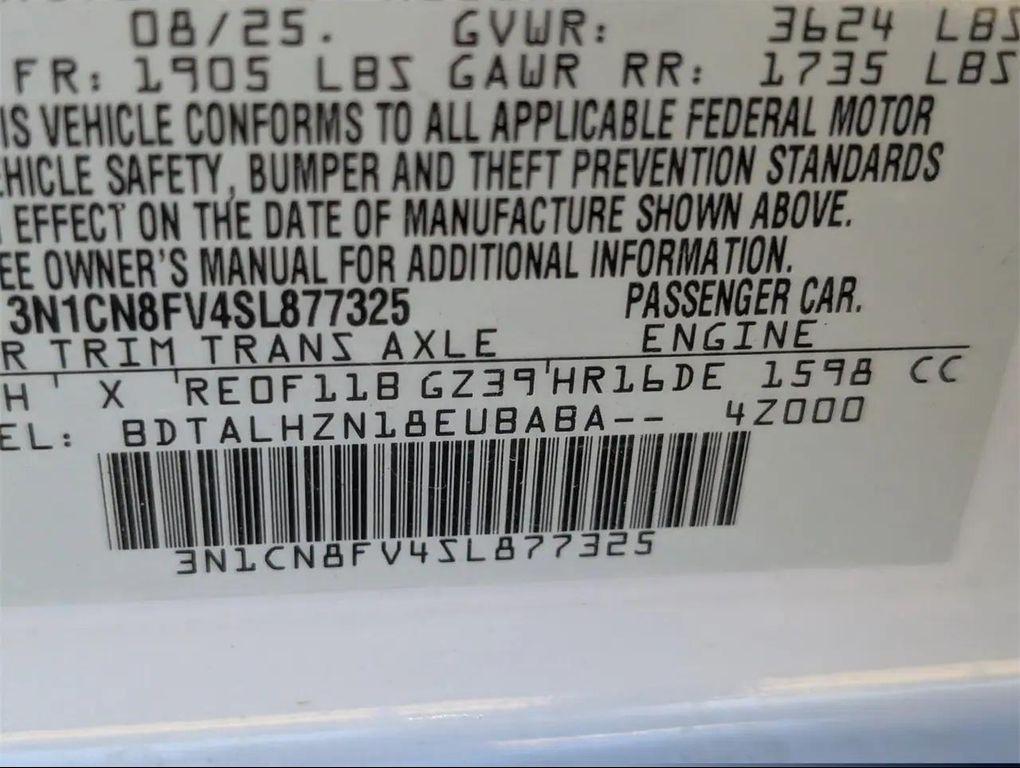 08/25. GVWR: 3624 LBS
FR: 1905 LBS GAWR RR: 1735 LBS
IS VEHICLE CONFORMS TO ALL APPLICABLE FEDERAL MOTOR
EHICLE SAFETY, BUMPER AND THEFT PREVENTION STANDARDS
EFFECT ON THE DATE OF MANUFACTURE SHOWN ABOVE.
EE OWNER'S MANUAL FOR ADDITIONAL INFORMATION.
3N1CN8FV4SL877325 PASSENGER CAR.
R TRIM TRANS AXLE ENGINE
H X RE0F11B GZ39 HR16DE 1598 CC
EL: BDTALHZN18EUBABA-- 4Z000
3N1CN8FV4SL877325